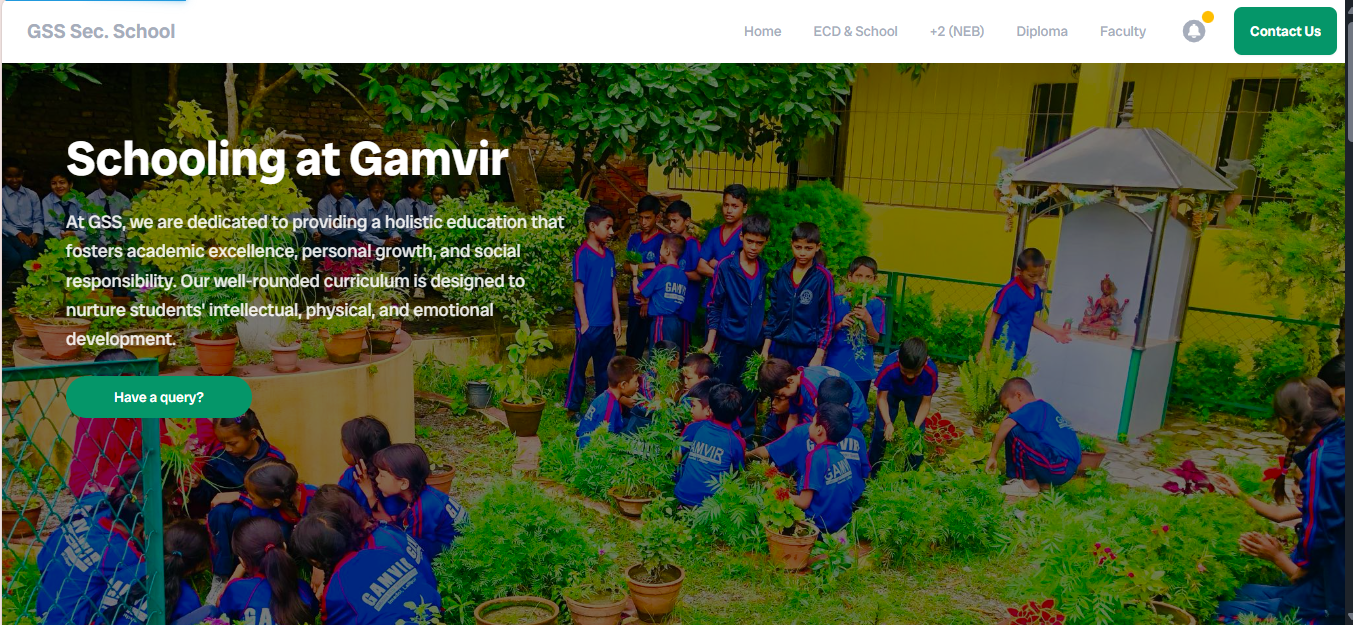 GSS Sec. School
Home
ECD & School
+2 (NEB)
Diploma
Faculty
Contact Us
Schooling at Gamvir
At GSS, we are dedicated to providing a holistic education that
fosters academic excellence, personal growth, and social
responsibility. Our well-rounded curriculum is designed to
nurture students' intellectual, physical, and emotional
development.
Have a query?
GAMVIR
GAMVIR
GAMVIR